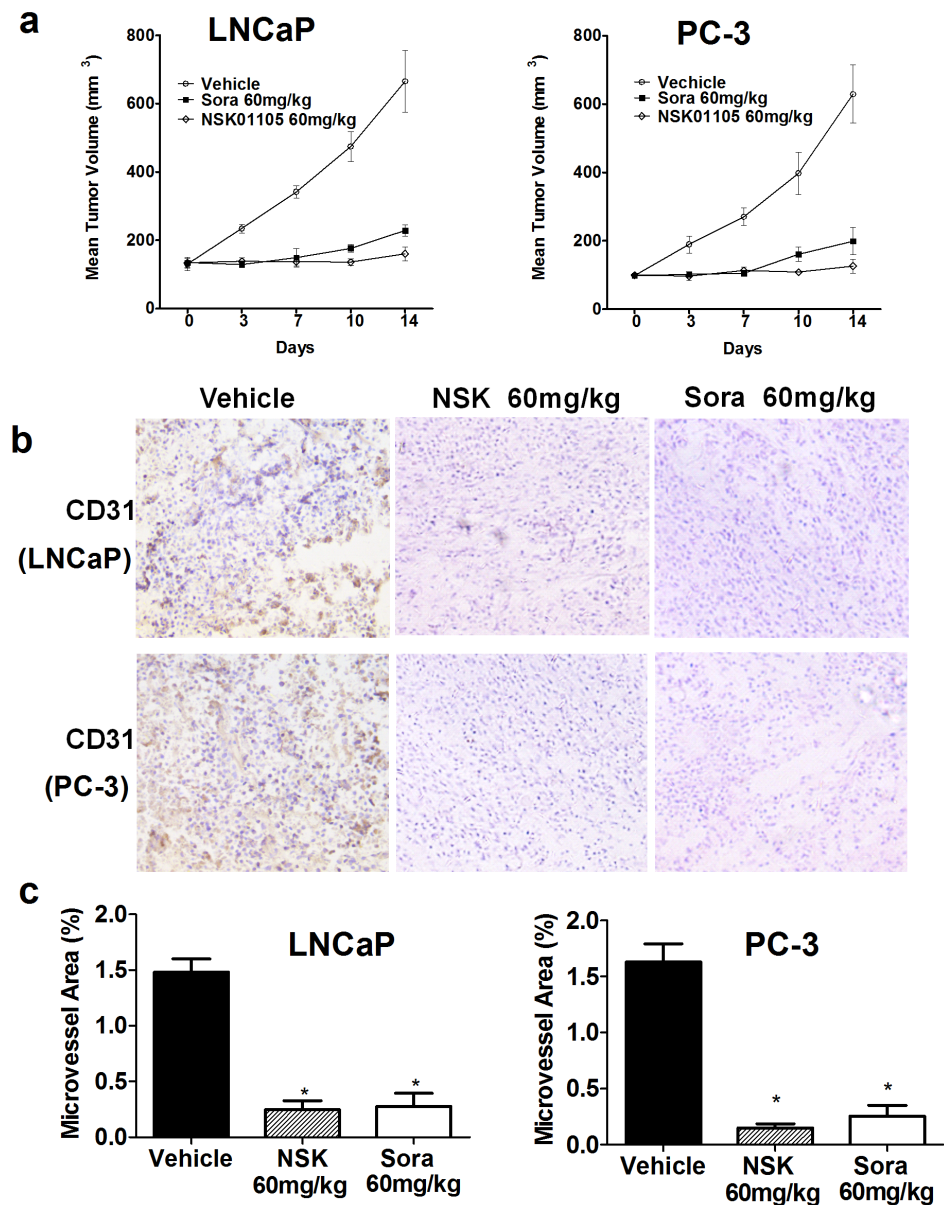 a
LNCaP
Mean Tumor Volume (mm 3)
800
600
400
200
0
Vehicle
Sora 60mg/kg
NSK01105 60mg/kg
0 3 7 10 14
Days
PC-3
Mean Tumor Volume (mm 3)
800
600
400
200
0
Vechicle
Sora 60mg/kg
NSK01105 60mg/kg
0 3 7 10 14
Days
b
Vehicle NSK 60mg/kg Sora 60mg/kg
CD31
(LNCaP)
CD31
(PC-3)
c
LNCaP
Microvessel Area (%)
2.0
1.5
1.0
0.5
0.0
* *
Vehicle NSK Sora
60mg/kg 60mg/kg
PC-3
Microvessel Area (%)
2.0
1.5
1.0
0.5
0.0
* *
Vehicle NSK Sora
60mg/kg 60mg/kg